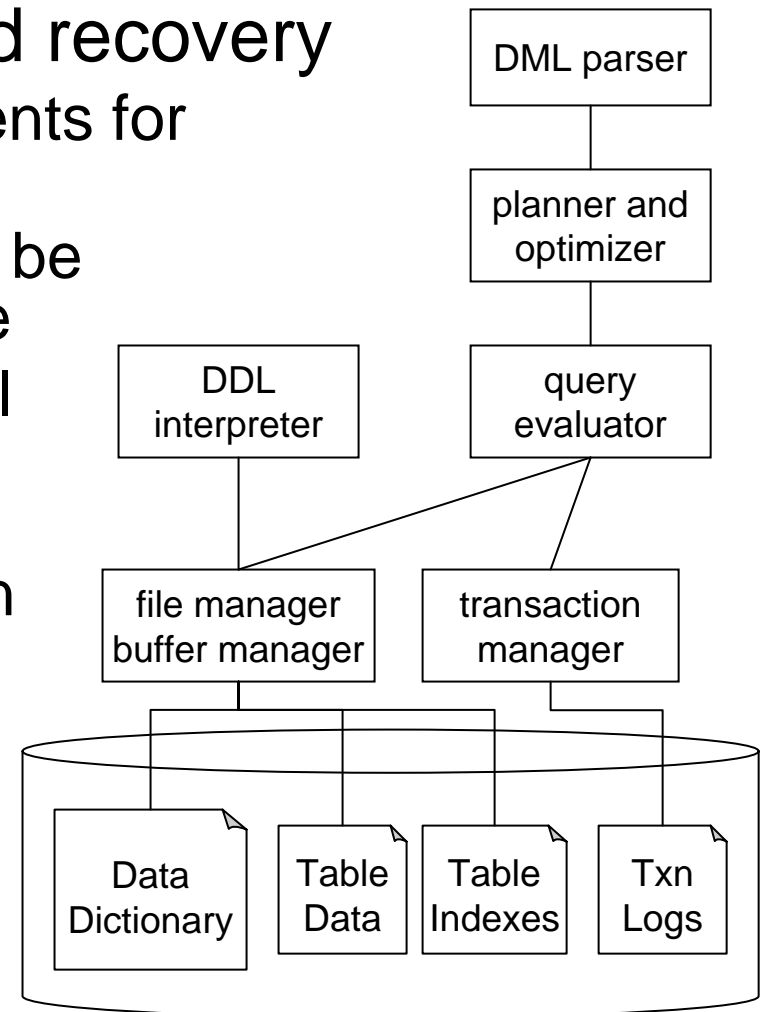 d recovery
ents for
be
e
l
n
DML parser
planner and
optimizer
DDL
interpreter
query
evaluator
file manager
buffer manager
transaction
manager
Data
Dictionary
Table
Data
Table
Indexes
Txn
Logs